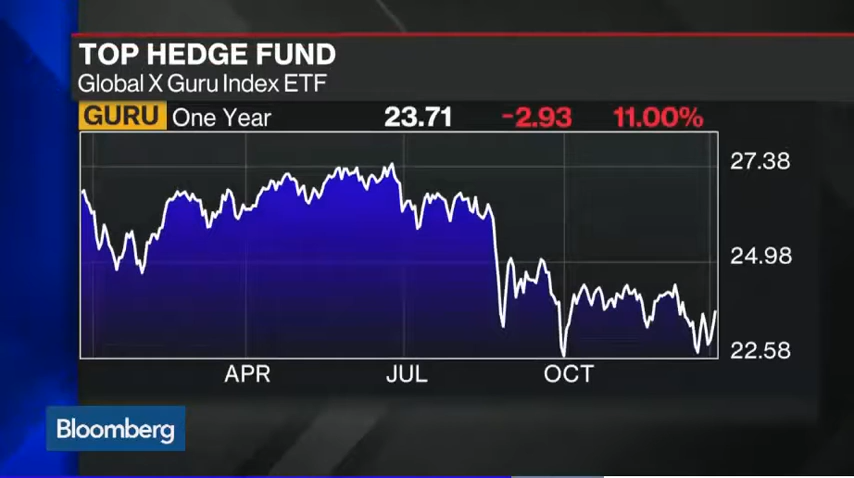 TOP HEDGE FUND
Global X Guru Index ETF
GURU One Year 23.71 -2.93 11.00%
27.38
24.98
22.58
APR JUL OCT
Bloomberg